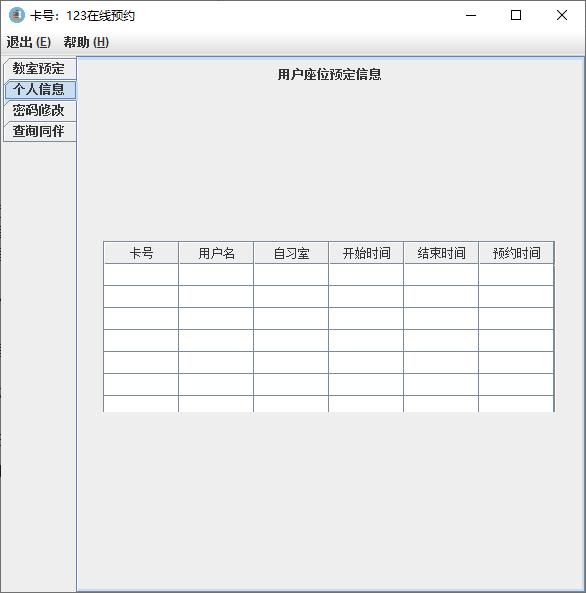 卡号：123在线预约
退出 (E) 帮助 (H)
教室预定
个人信息
密码修改
查询同伴
用户座位预定信息
卡号 用户名 自习室 开始时间 结束时间 预约时间